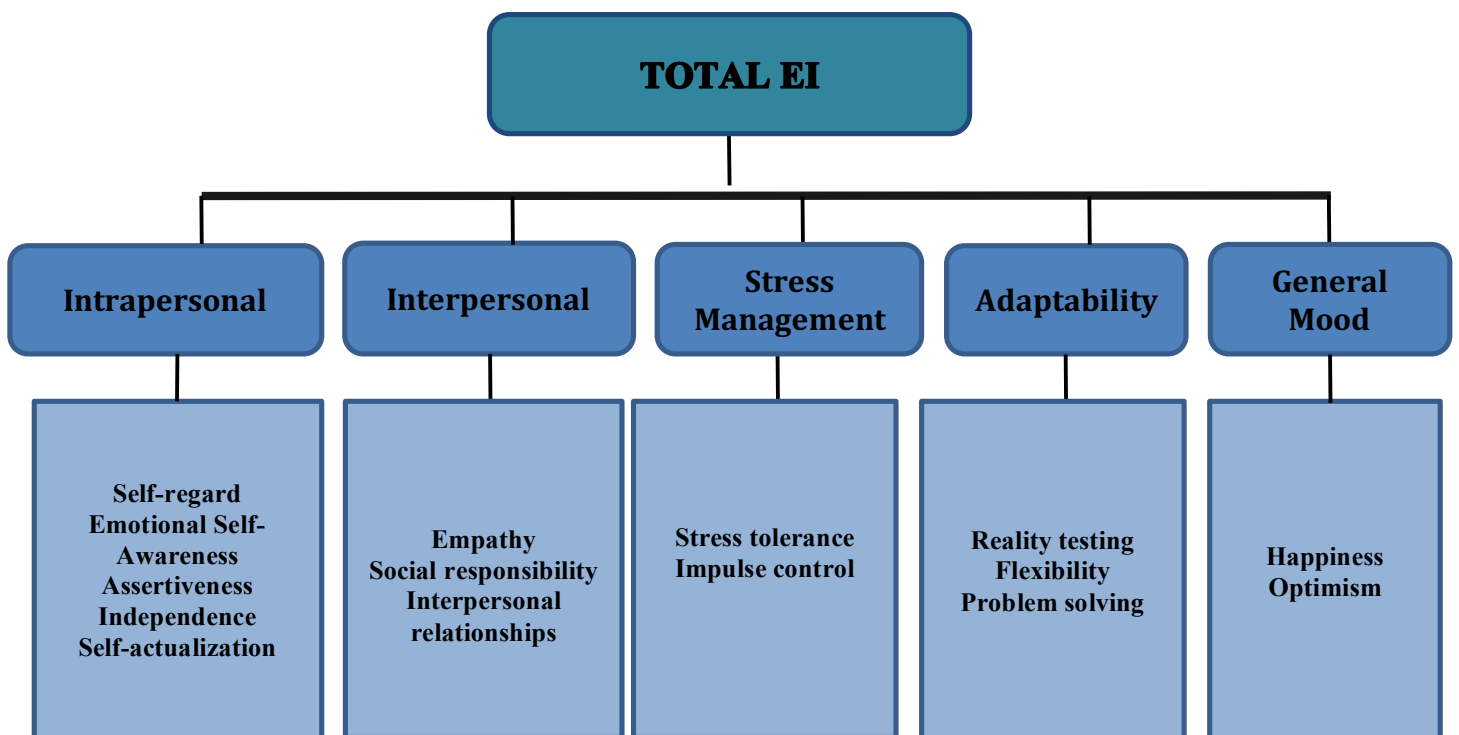 TOTAL EI
Intrapersonal
Interpersonal
Stress
Management
Adaptability
General
Mood
Self-regard
Emotional Self-
Awareness
Assertiveness
Independence
Self-actualization
Empathy
Social responsibility
Interpersonal
relationships
Stress tolerance
Impulse control
Reality testing
Flexibility
Problem solving
Happiness
Optimism